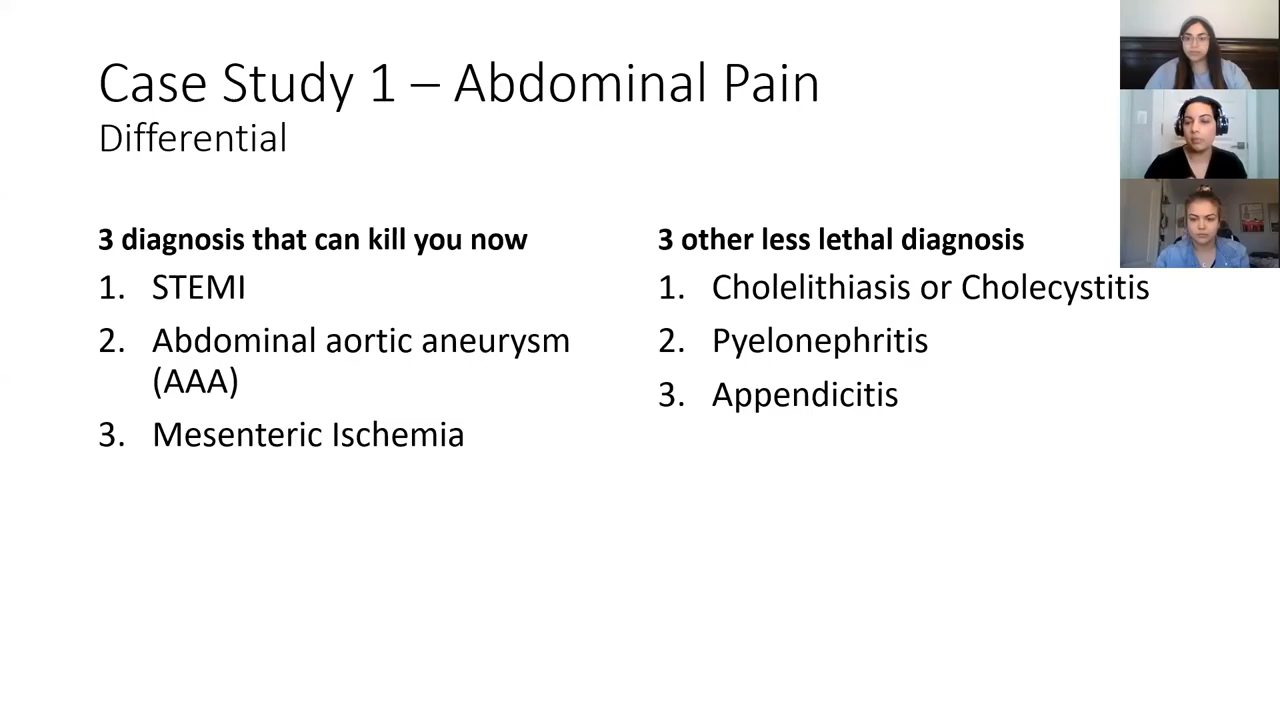 Case Study 1 – Abdominal Pain
Differential
3 diagnosis that can kill you now
1. STEMI
2. Abdominal aortic aneurysm
(AAA)
3. Mesenteric Ischemia
3 other less lethal diagnosis
1. Cholelithiasis or Cholecystitis
2. Pyelonephritis
3. Appendicitis